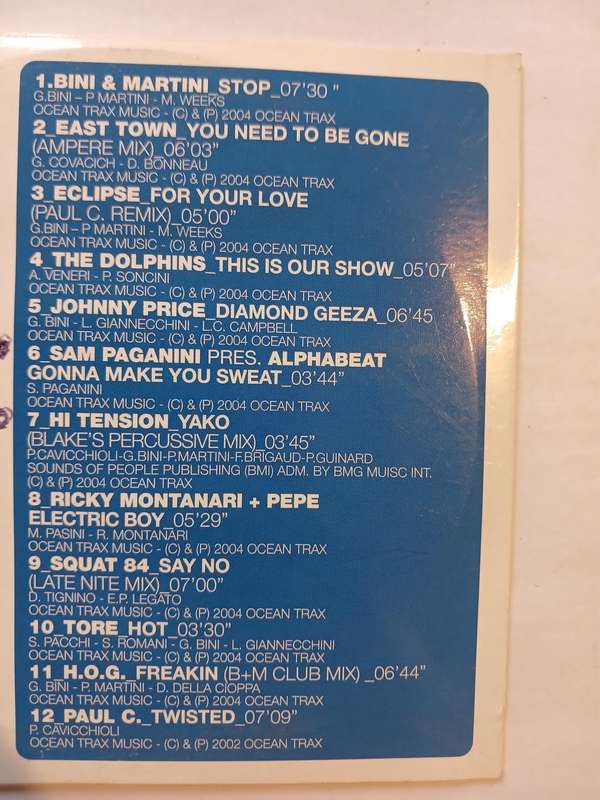 1.BINI & MARTINI_STOP_07'30 "
G.BINI – P MARTINI - M. WEEKS
OCEAN TRAX MUSIC - (C) & (P) 2004 OCEAN TRAX
2_EAST TOWN_YOU NEED TO BE GONE
(AMPERE MIX)_06'03"
G. COVACICH - D. BONNEAU
OCEAN TRAX MUSIC - (C) & (P) 2004 OCEAN TRAX
3_ECLIPSE_FOR YOUR LOVE
(PAUL C. REMIX)_05'00"
G.BINI – P MARTINI - M. WEEKS
OCEAN TRAX MUSIC - (C) & (P) 2004 OCEAN TRAX
4_THE DOLPHINS_THIS IS OUR SHOW_05'07"
A. VENERI - P. SONCINI
OCEAN TRAX MUSIC - (C) & (P) 2004 OCEAN TRAX
5_JOHNNY PRICE_DIAMOND GEEZA_06'45
G. BINI - L. GIANNECCHINI - L.C. CAMPBELL
OCEAN TRAX MUSIC - (C) & (P) 2004 OCEAN TRAX
6_SAM PAGANINI PRES. ALPHABEAT
GONNA MAKE YOU SWEAT_03'44"
S. PAGANINI
OCEAN TRAX MUSIC - (C) & (P) 2004 OCEAN TRAX
7_HI TENSION_YAKO
(BLAKE'S PERCUSSIVE MIX)_03'45"
P.CAVICCHIOLI-G.BINI-P.MARTINI-F.BRIGAUD-P.GUINARD
SOUNDS OF PEOPLE PUBLISHING (BMI) ADM. BY BMG MUISC INT.
(C) & (P) 2004 OCEAN TRAX
8_RICKY MONTANARI + PEPE
ELECTRIC BOY_05'29"
M. PASINI - R. MONTANARI
OCEAN TRAX MUSIC - (C) & (P) 2004 OCEAN TRAX
9_SQUAT 84_SAY NO
(LATE NITE MIX)_07'00"
D. TIGNINO - E.P. LEGATO
OCEAN TRAX MUSIC - (C) & (P) 2004 OCEAN TRAX
10_TORE_HOT_03'30"
S. PACCHI - S. ROMANI - G. BINI - L. GIANNECCHINI
OCEAN TRAX MUSIC - (C) & (P) 2004 OCEAN TRAX
11_H.O.G._FREAKIN (B+M CLUB MIX) _06'44"
G. BINI - P. MARTINI - D. DELLA CIOPPA
OCEAN TRAX MUSIC - (C) & (P) 2004 OCEAN TRAX
12_PAUL C._TWISTED_07'09"
P. CAVICCHIOLI
OCEAN TRAX MUSIC - (C) & (P) 2002 OCEAN TRAX